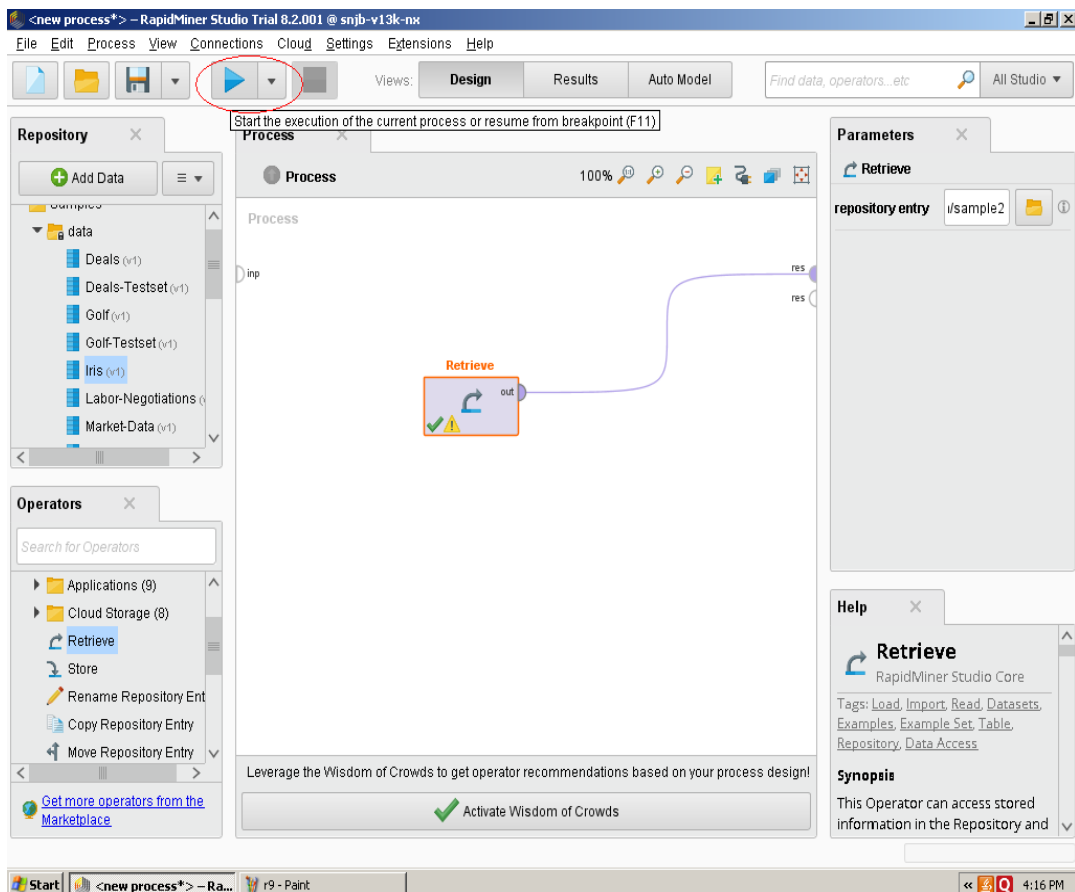 <new process*> – RapidMiner Studio Trial 8.2.001 @ snjb-v13k-nx
File Edit Process View Connections Cloud Settings Extensions Help
Views: Design Results Auto Model Find data, operators...etc All Studio
Start the execution of the current process or resume from breakpoint (F11)
Repository
Add Data
data
Deals (v1)
Deals-Testset (v1)
Golf (v1)
Golf-Testset (v1)
Iris (v1)
Labor-Negotiations (
Market-Data (v1)
Operators
Search for Operators
Applications (9)
Cloud Storage (8)
Retrieve
Store
Rename Repository Ent
Copy Repository Entry
Move Repository Entry
Get more operators from the
Marketplace
Process
Process
100%
Process
inp
res
res
Retrieve
out
Leverage the Wisdom of Crowds to get operator recommendations based on your process design!
Activate Wisdom of Crowds
Parameters
Retrieve
repository entry
/sample2
Help
Retrieve
RapidMiner Studio Core
Tags: Load, Import, Read, Datasets,
Examples, Example Set, Table,
Repository, Data Access
Synopsis
This Operator can access stored
information in the Repository and
Start <new process*> – Ra... r9 - Paint « 4:16 PM